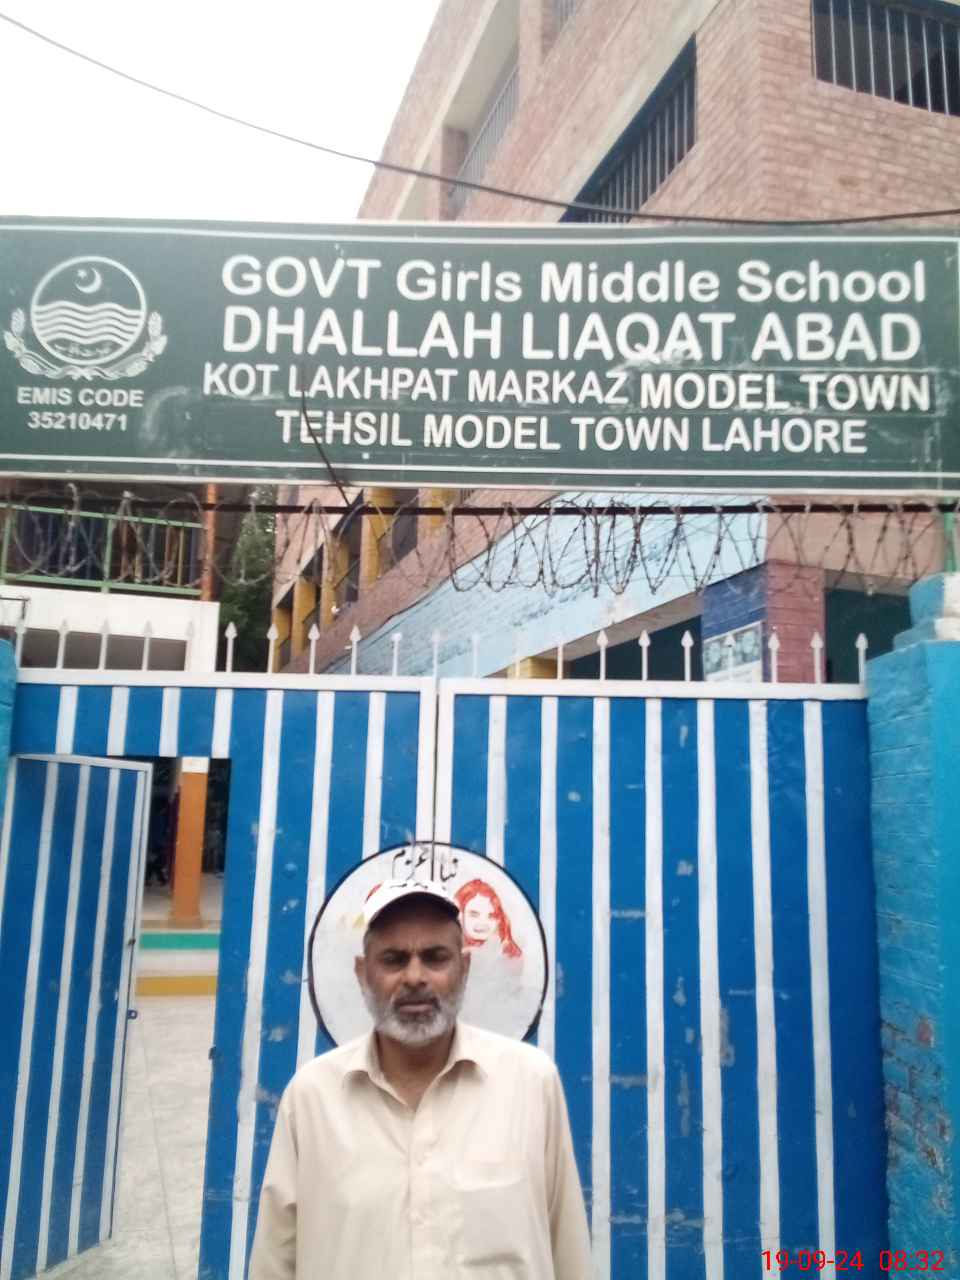 GOVT Girls Middle School
DHALLAH LIAQAT ABAD
KOT LAKHPAT MARKAZ MODEL TOWN
TEHSIL MODEL TOWN LAHORE
EMIS CODE
35210471
19-09-24 08:32